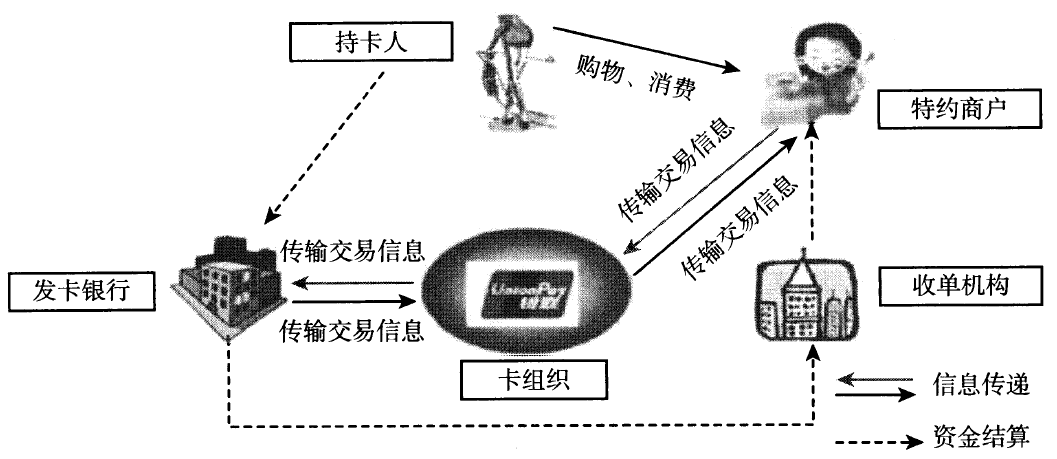 持卡人
购物、消费
特约商户
传输交易信息
传输交易信息
传输交易信息
发卡银行
传输交易信息
UnionPay
银联
收单机构
卡组织
信息传递
资金结算